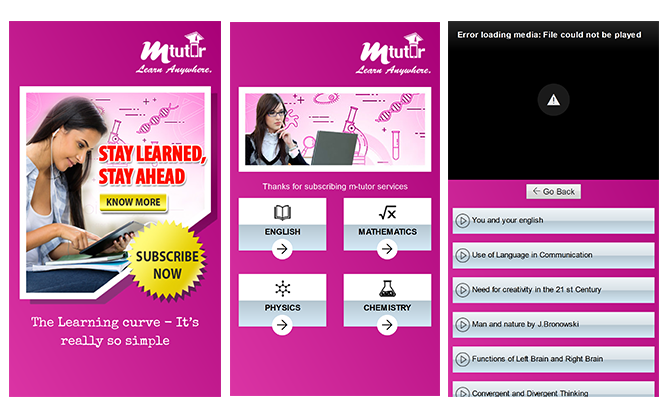 mtutor
Learn Anywhere.
STAY LEARNED,
STAY AHEAD
KNOW MORE
SUBSCRIBE
NOW
The Learning curve – It's
really so simple
mtutor
Learn Anywhere.
Thanks for subscribing m-tutor services
ENGLISH
MATHEMATICS
PHYSICS
CHEMISTRY
Error loading media: File could not be played
Go Back
You and your english
Use of Language in Communication
Need for creativity in the 21 st Century
Man and nature by J.Bronowski
Functions of Left Brain and Right Brain
Convergent and Divergent Thinking